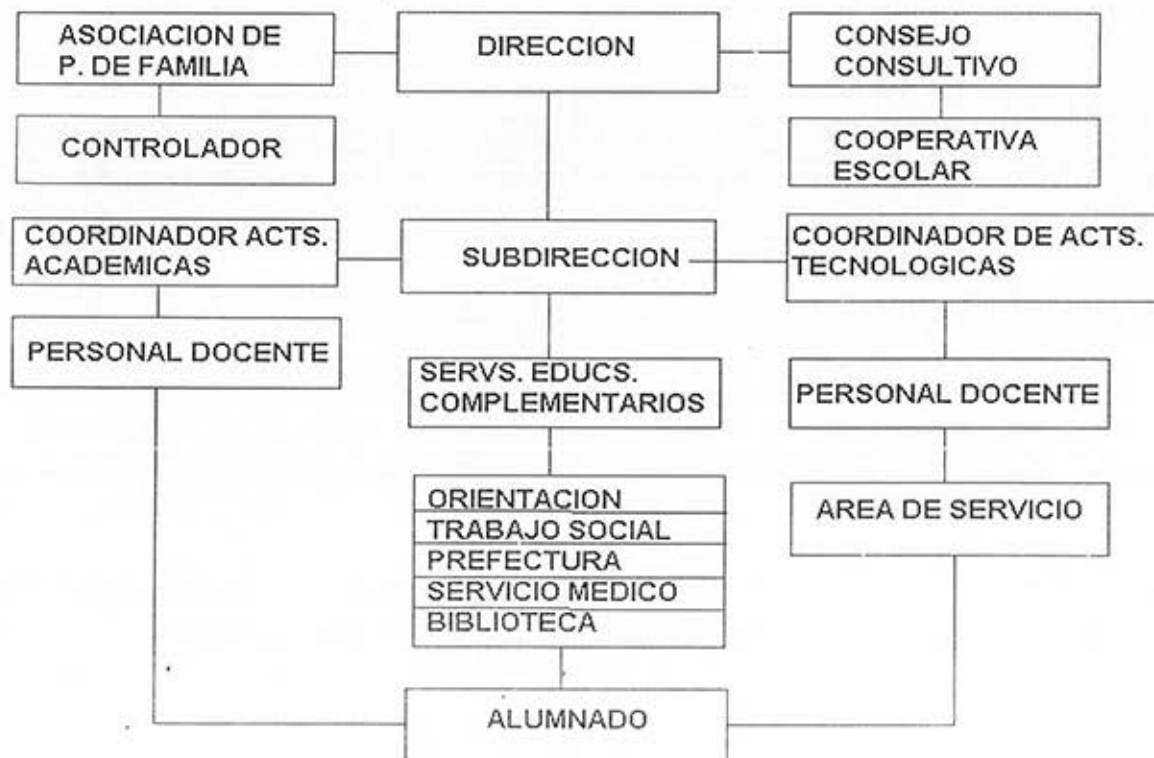 ASOCIACION DE
P. DE FAMILIA
DIRECCION
CONSEJO
CONSULTIVO
CONTROLADOR
COOPERATIVA
ESCOLAR
COORDINADOR ACTS.
ACADEMICAS
SUBDIRECCION
COORDINADOR DE ACTS.
TECNOLOGICAS
PERSONAL DOCENTE
SERVS. EDUCS.
COMPLEMENTARIOS
PERSONAL DOCENTE
ORIENTACION
TRABAJO SOCIAL
PREFECTURA
SERVICIO MEDICO
BIBLIOTECA
AREA DE SERVICIO
ALUMNADO